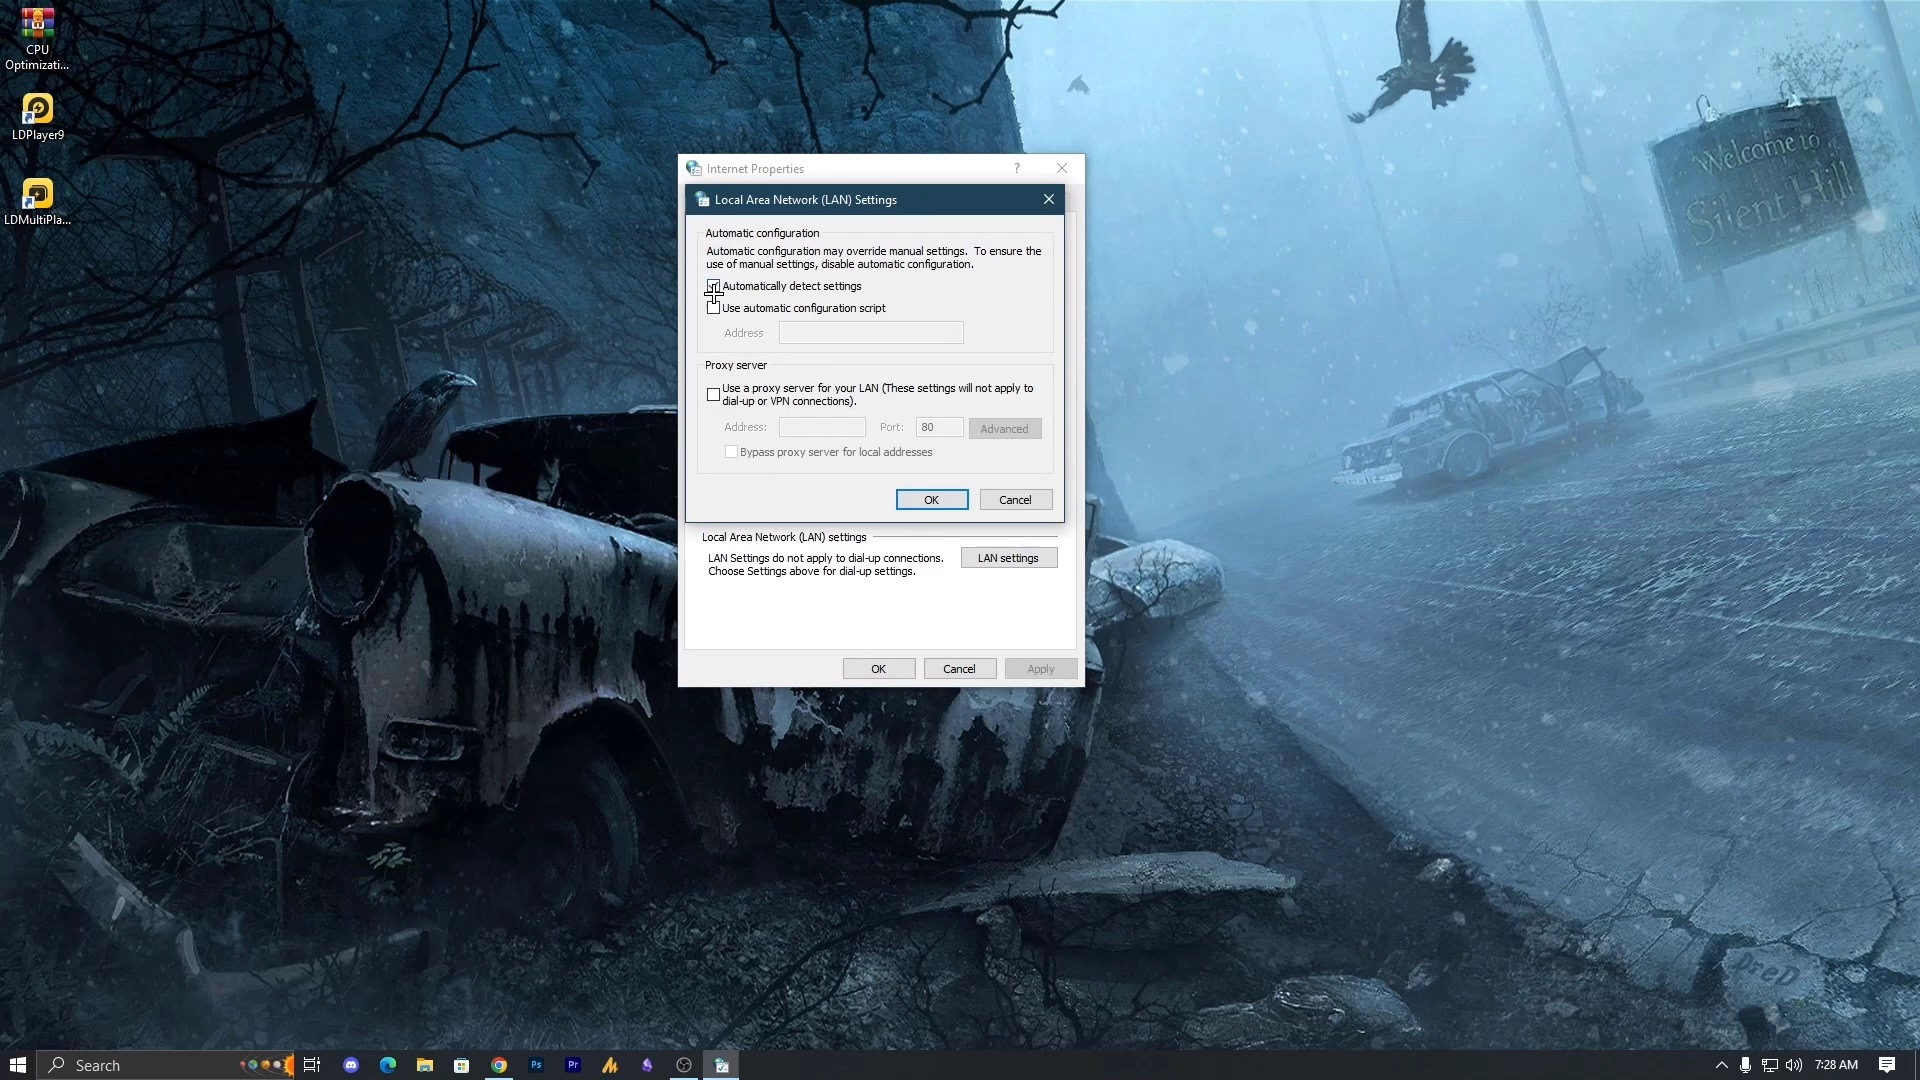 CPU
Optimizati...
LDPlayer9
LDMultiPla...
Welcome to
Silent Hill
Internet Properties
?
Local Area Network (LAN) Settings
Automatic configuration
Automatic configuration may override manual settings. To ensure the
use of manual settings, disable automatic configuration.
Automatically detect settings
Use automatic configuration script
Address
Proxy server
Use a proxy server for your LAN (These settings will not apply to
dial-up or VPN connections).
Address:
Port:
80
Advanced
Bypass proxy server for local addresses
OK
Cancel
Local Area Network (LAN) settings
LAN Settings do not apply to dial-up connections.
Choose Settings above for dial-up settings.
LAN settings
OK
Cancel
Apply
DreD
Search
Ps
Pr
7:28 AM